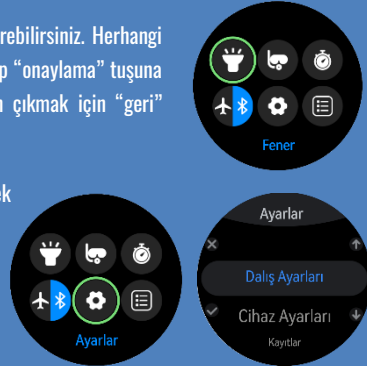 rebilirsiniz. Herhangi
p “onaylama” tuşuna
çıkmak için “geri”
Fener
ek
Ayarlar
Ayarlar
Dalış Ayarları
Cihaz Ayarları
Kayıtlar